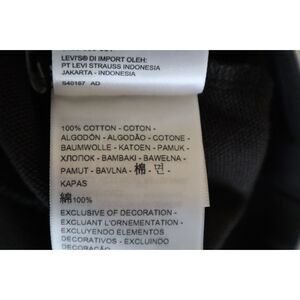 LEVI'S® DI IMPORT OLEH:
PT LEVI STRAUSS INDONESIA
JAKARTA - INDONESIA
S40167 AD
100% COTTON - COTON -
ALGODÓN - ALGODÃO - COTONE -
BAUMWOLLE - KATOEN - PAMUK -
ХЛОПОК - BAMBAKI - BAWEŁNA -
PAMUT - BAVLNA - 棉 - 면 -
KAPAS
綿100%
EXCLUSIVE OF DECORATION -
EXCLUANT L'ORNEMENTATION -
EXCLUYENDO ELEMENTOS
DECORATIVOS - EXCLUINDO
DECORAÇÃO